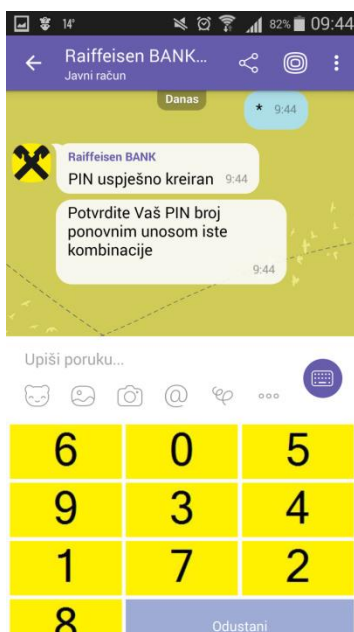 14°
82% 09:44
Raiffeisen BANK...
Javni račun
Danas
* 9:44
Raiffeisen BANK
PIN uspješno kreiran 9:44
Potvrdite Vaš PIN broj
ponovnim unosom iste
kombinacije
9:44
Upiši poruku...
6 0 5
9 3 4
1 7 2
8 Odustani